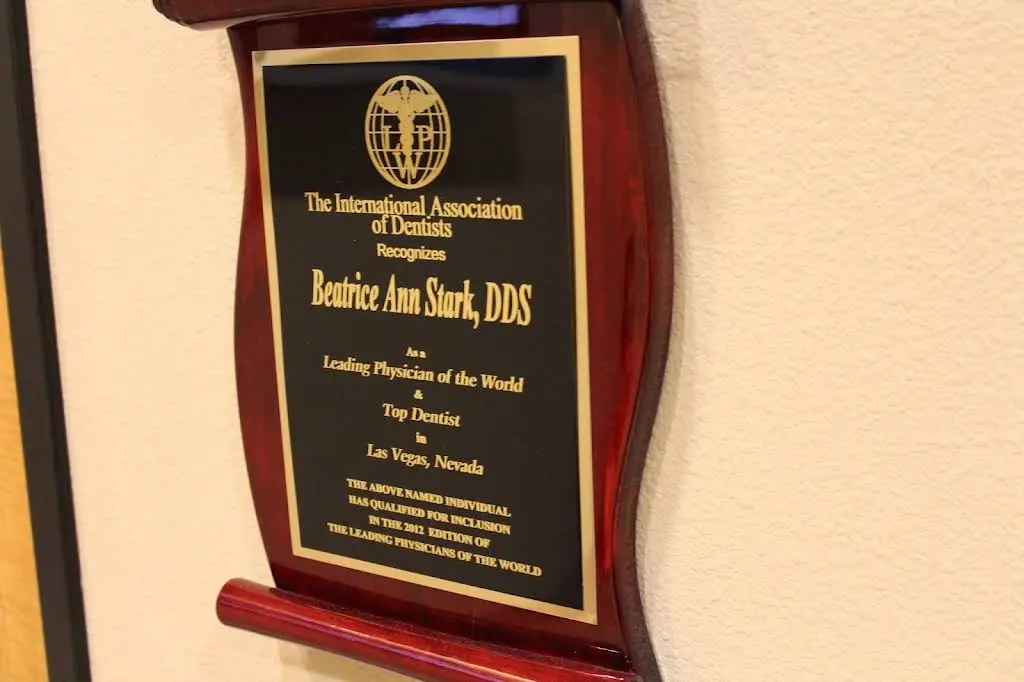 L P
W
The International Association
of Dentists
Recognizes
Beatrice Ann Stark, DDS
As a
Leading Physician of the World
&
Top Dentist
in
Las Vegas, Nevada
THE ABOVE NAMED INDIVIDUAL
HAS QUALIFIED FOR INCLUSION
IN THE 2012 EDITION OF
THE LEADING PHYSICIANS OF THE WORLD